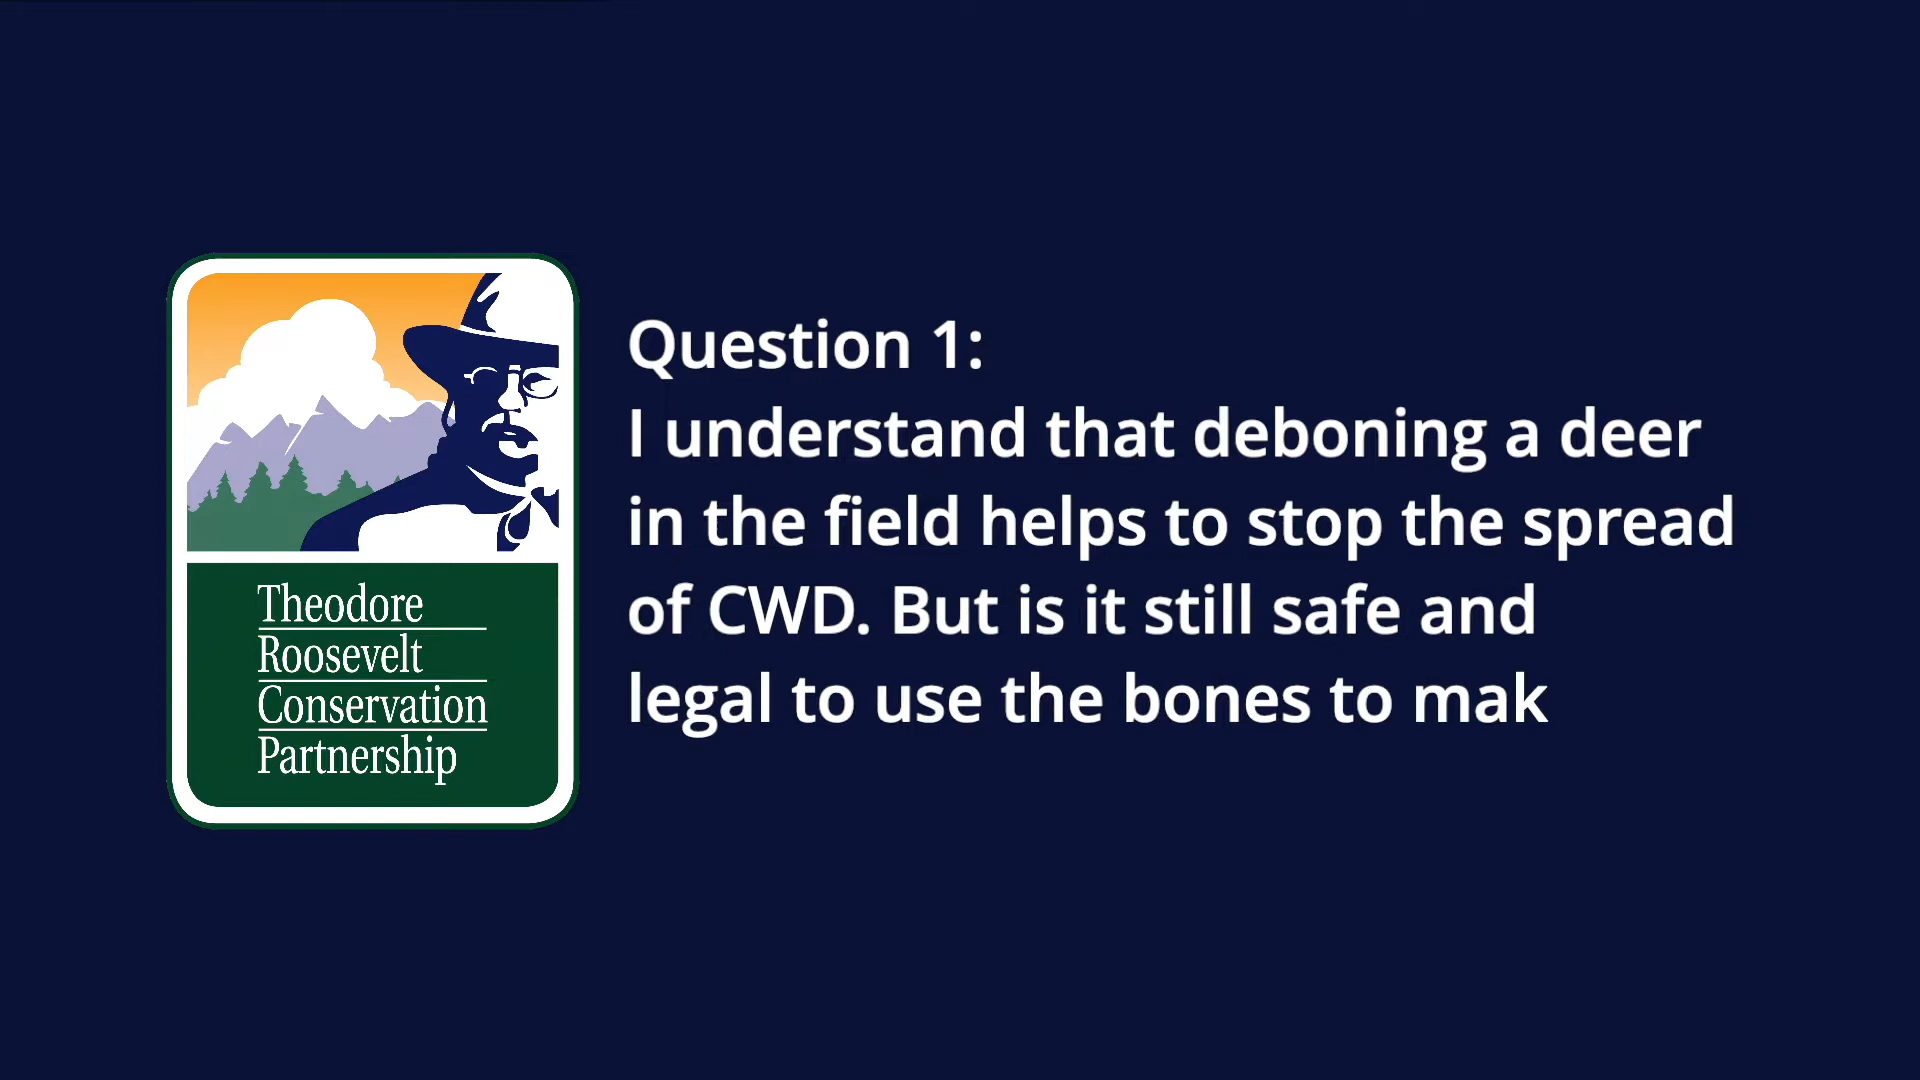 Theodore
Roosevelt
Conservation
Partnership
Question 1:
I understand that deboning a deer
in the field helps to stop the spread
of CWD. But is it still safe and
legal to use the bones to mak